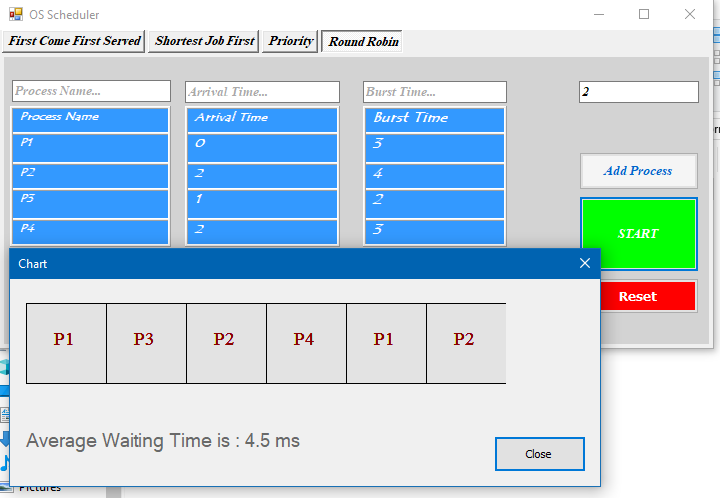 OS Scheduler
First Come First Served Shortest Job First Priority Round Robin
Process Name... Arrival Time... Burst Time... 2
Process Name Arrival Time Burst Time
P1 0 3
P2 2 4
P3 1 2
P4 2 3
Add Process
START
Reset
Chart
P1 P3 P2 P4 P1 P2
Average Waiting Time is : 4.5 ms
Close
Pictures